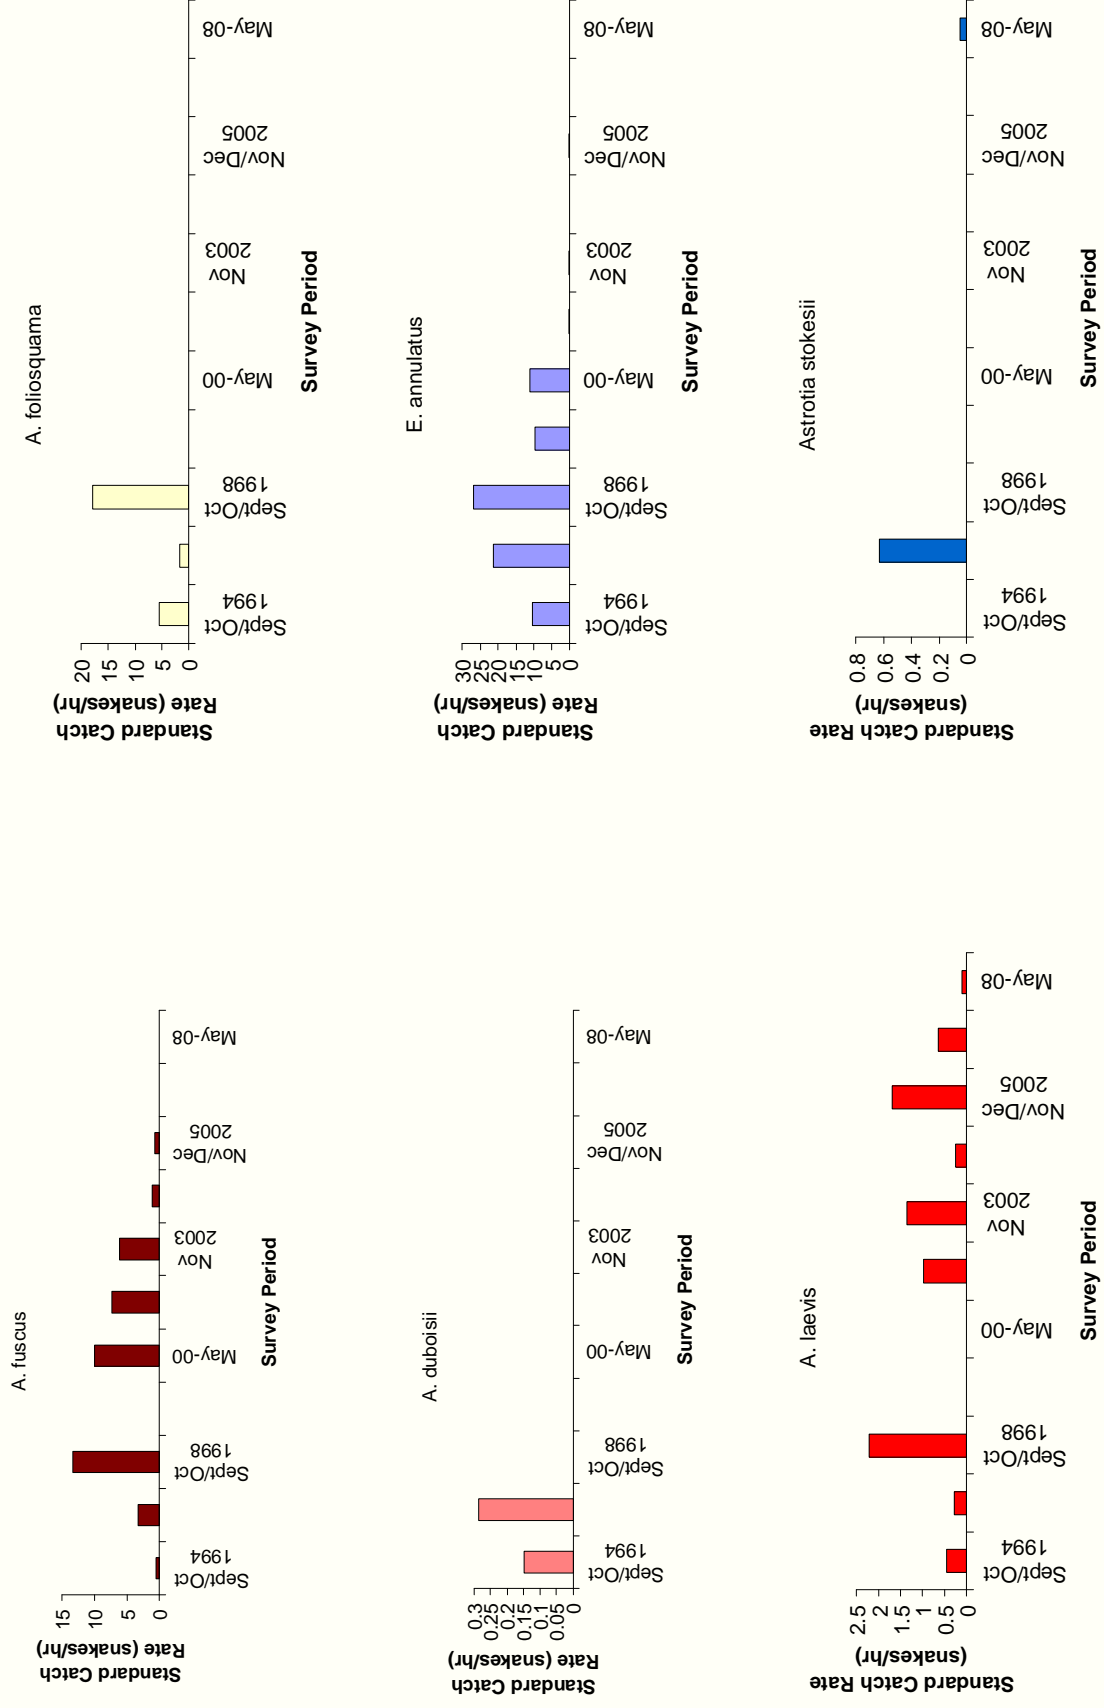 A. fuscus
Standard Catch
Rate (snakes/hr)
15
10
5
0
Sept/Oct
1994
Sept/Oct
1998
May-00
Nov
2003
Nov/Dec
2005
May-08
Survey Period
A. foliosquama
Standard Catch
Rate (snakes/hr)
20
15
10
5
0
Sept/Oct
1994
Sept/Oct
1998
May-00
Nov
2003
Nov/Dec
2005
May-08
Survey Period
A. duboisii
Standard Catch
Rate (snakes/hr)
0.3
0.25
0.2
0.15
0.1
0.05
0
Sept/Oct
1994
Sept/Oct
1998
May-00
Nov
2003
Nov/Dec
2005
May-08
Survey Period
E. annulatus
Standard Catch
Rate (snakes/hr)
30
25
20
15
10
5
0
Sept/Oct
1994
Sept/Oct
1998
May-00
Nov
2003
Nov/Dec
2005
May-08
Survey Period
A. laevis
Standard Catch Rate
(snakes/hr)
2.5
2
1.5
1
0.5
0
Sept/Oct
1994
Sept/Oct
1998
May-00
Nov
2003
Nov/Dec
2005
May-08
Survey Period
Astrotia stokesii
Standard Catch Rate
(snakes/hr)
0.8
0.6
0.4
0.2
0
Sept/Oct
1994
Sept/Oct
1998
May-00
Nov
2003
Nov/Dec
2005
May-08
Survey Period